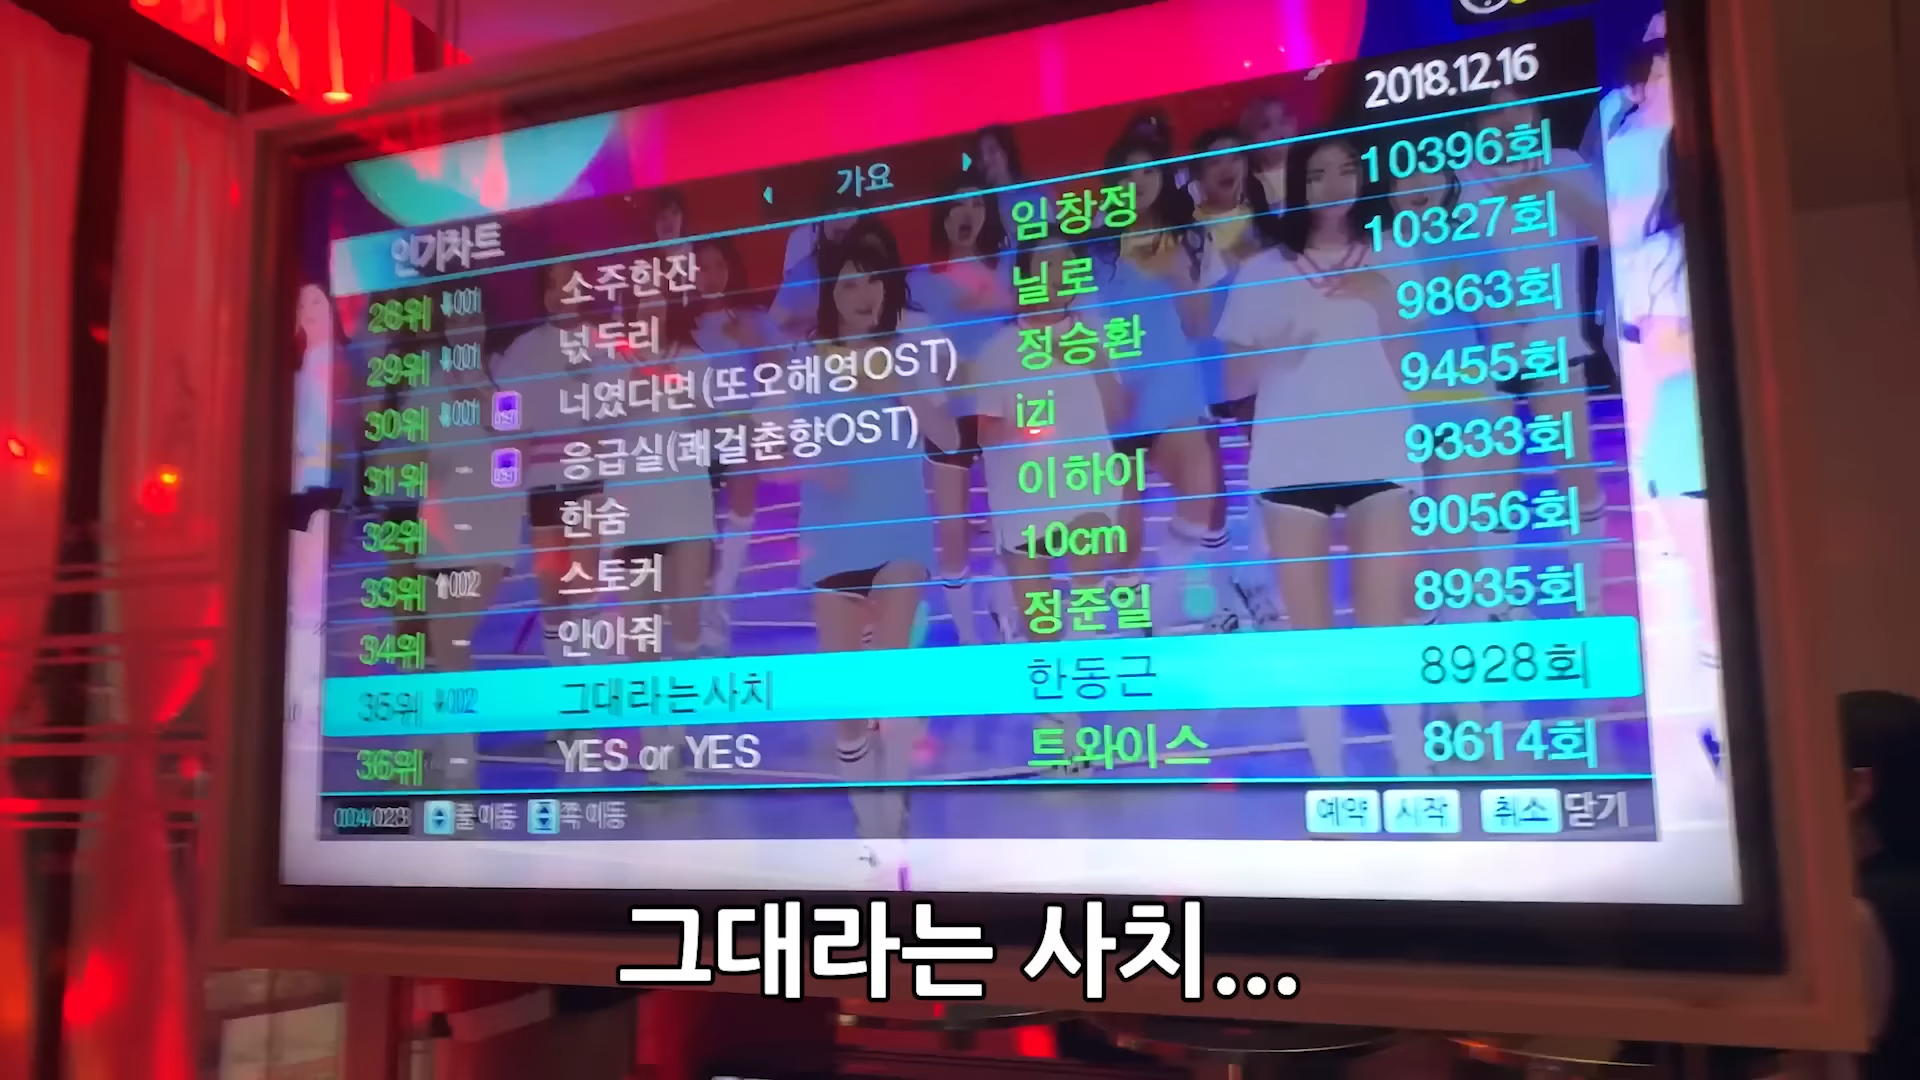 2018.12.16
가요
인기차트
28위 001 소주한잔 임창정 10396회
29위 001 넋두리 닐로 10327회
30위 001 너였다면(또오해영OST) 정승환 9863회
31위 - 응급실(쾌걸춘향OST) izi 9455회
32위 - 한숨 이하이 9333회
33위 002 스토커 10cm 9056회
34위 - 안아줘 정준일 8935회
35위 002 그대라는사치 한동근 8928회
36위 - YES or YES 트와이스 8614회
줄이동 쪽이동 예약 시작 취소 닫기
그대라는 사치...